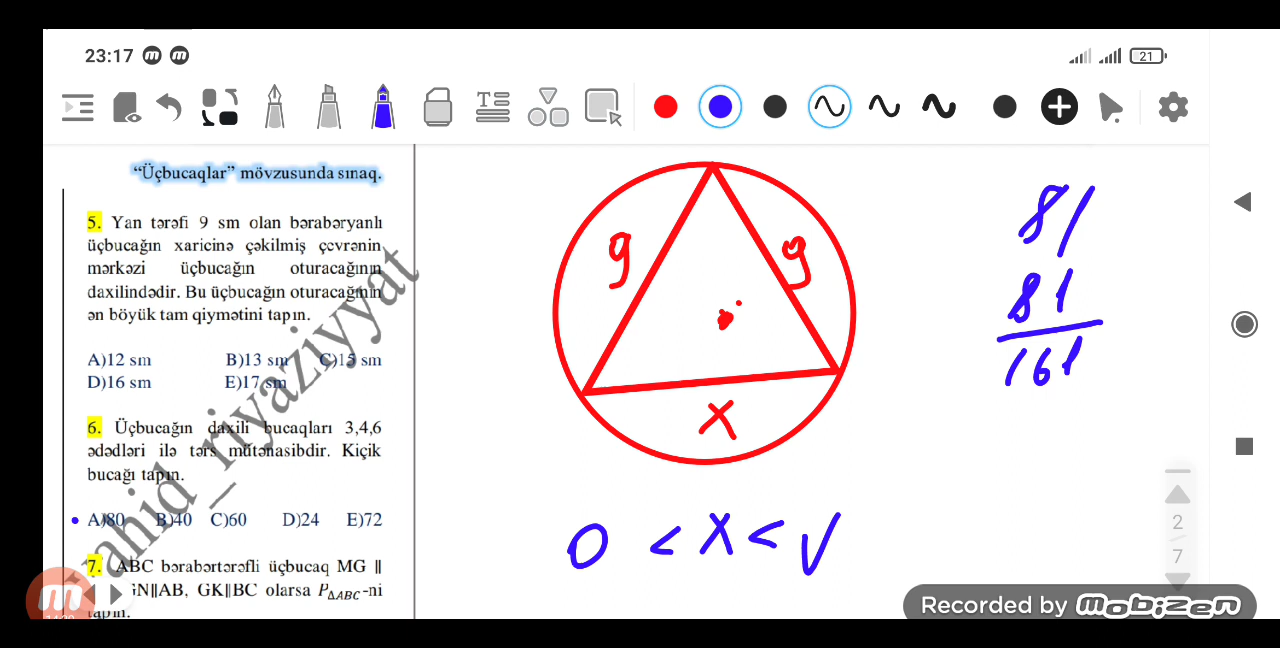 23:17
21
“Üçbucaqlar” mövzusunda sınaq.
5. Yan tərəfi 9 sm olan bərabəryanlı
üçbucağın xaricinə çəkilmiş çevrənin
mərkəzi üçbucağın oturacağının
daxilindədir. Bu üçbucağın oturacağının
ən böyük tam qiymətini tapın.
A)12 sm B)13 sm C)15 sm
D)16 sm E)17 sm
6. Üçbucağın daxili bucaqları 3,4,6
ədədləri ilə tərs mütənasibdir. Kiçik
bucağı tapın.
A)80 B)40 C)60 D)24 E)72
7. ABC bərabərtərəfli üçbucaq MG ||
GN||AB, GK||BC olarsa P∆ABC-ni
tapın.
9 9
x
0 < x < √
81
81
161
2
7
Recorded by mobizen